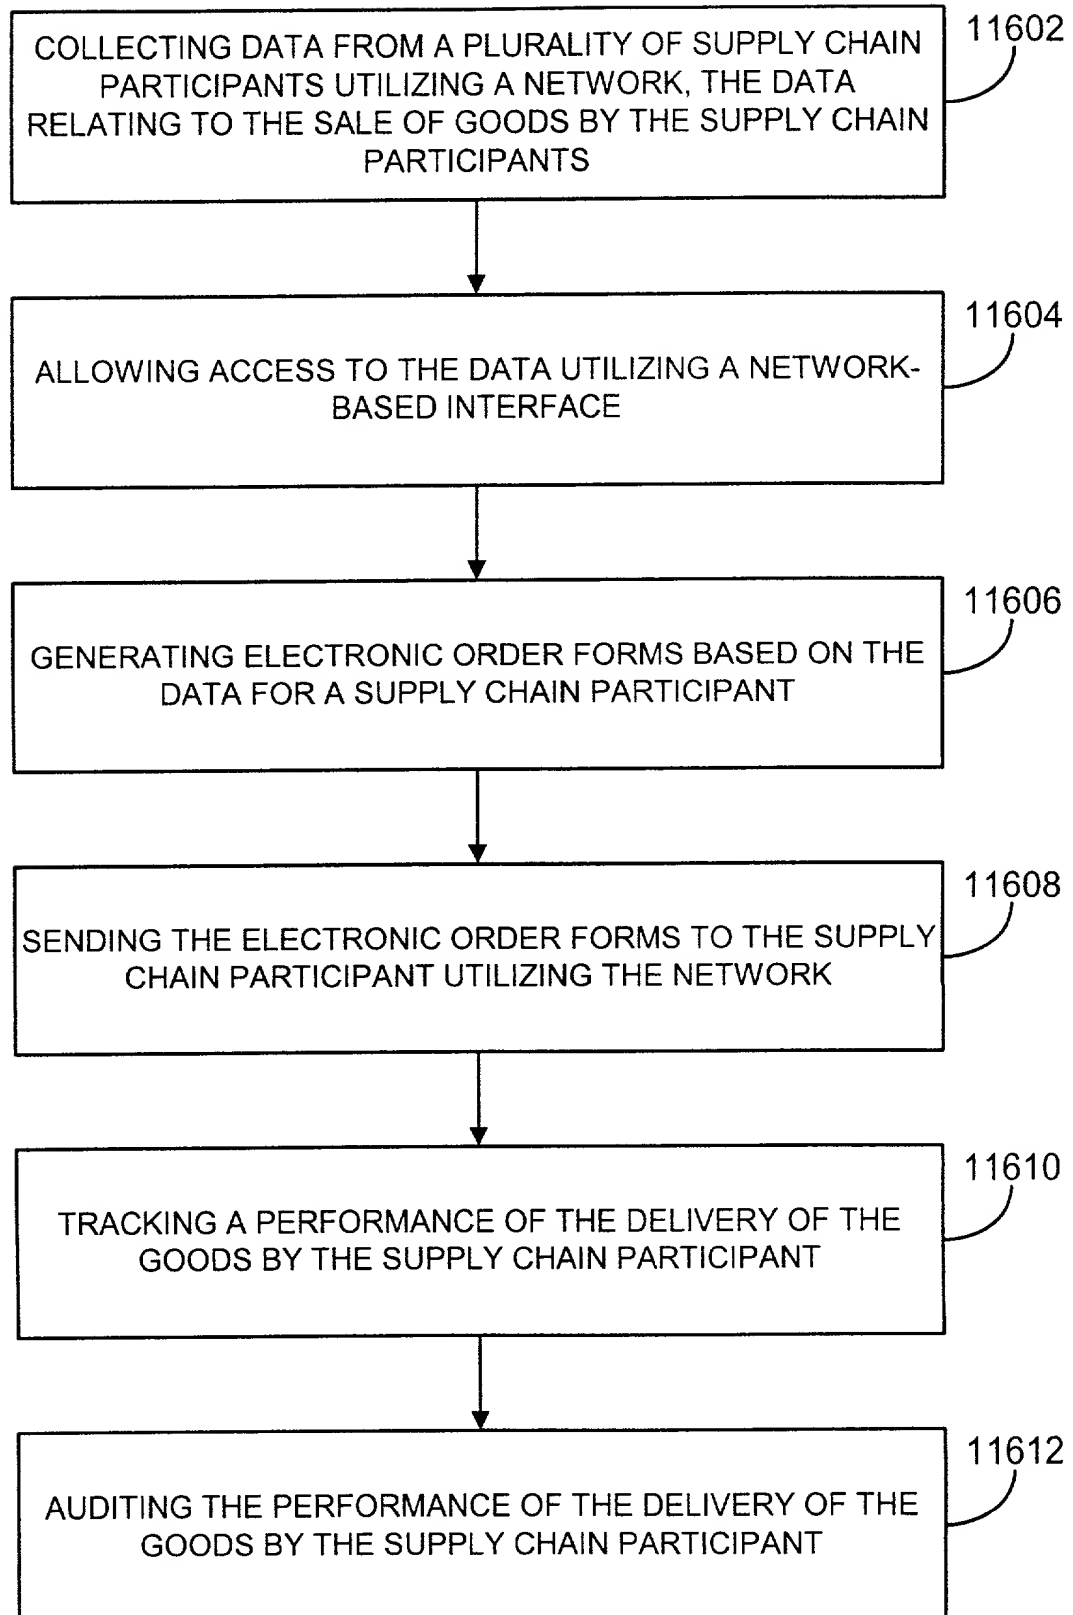 COLLECTING DATA FROM A PLURALITY OF SUPPLY CHAIN
PARTICIPANTS UTILIZING A NETWORK, THE DATA
RELATING TO THE SALE OF GOODS BY THE SUPPLY CHAIN
PARTICIPANTS
11602
ALLOWING ACCESS TO THE DATA UTILIZING A NETWORK-
BASED INTERFACE
11604
GENERATING ELECTRONIC ORDER FORMS BASED ON THE
DATA FOR A SUPPLY CHAIN PARTICIPANT
11606
SENDING THE ELECTRONIC ORDER FORMS TO THE SUPPLY
CHAIN PARTICIPANT UTILIZING THE NETWORK
11608
TRACKING A PERFORMANCE OF THE DELIVERY OF THE
GOODS BY THE SUPPLY CHAIN PARTICIPANT
11610
AUDITING THE PERFORMANCE OF THE DELIVERY OF THE
GOODS BY THE SUPPLY CHAIN PARTICIPANT
11612